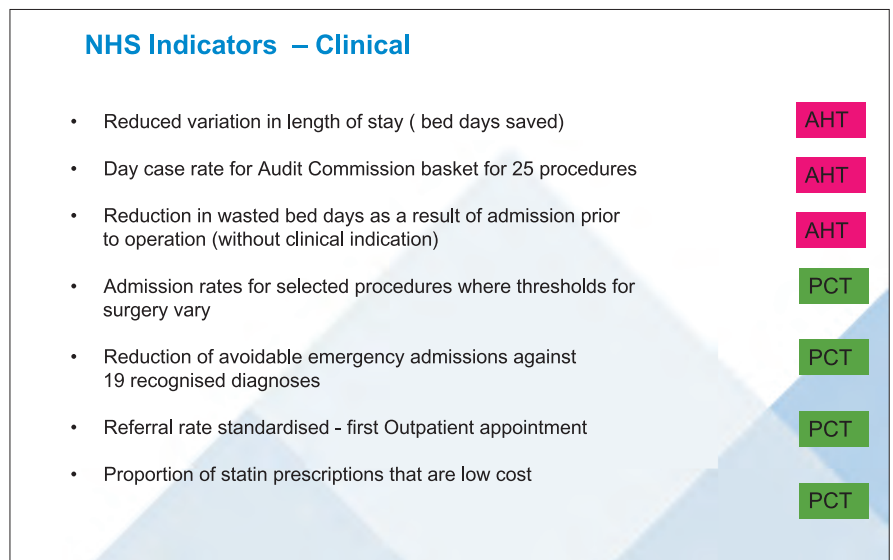 NHS Indicators – Clinical
• Reduced variation in length of stay ( bed days saved)
AHT
• Day case rate for Audit Commission basket for 25 procedures
AHT
• Reduction in wasted bed days as a result of admission prior
to operation (without clinical indication)
AHT
• Admission rates for selected procedures where thresholds for
surgery vary
PCT
• Reduction of avoidable emergency admissions against
19 recognised diagnoses
PCT
• Referral rate standardised - first Outpatient appointment
PCT
• Proportion of statin prescriptions that are low cost
PCT